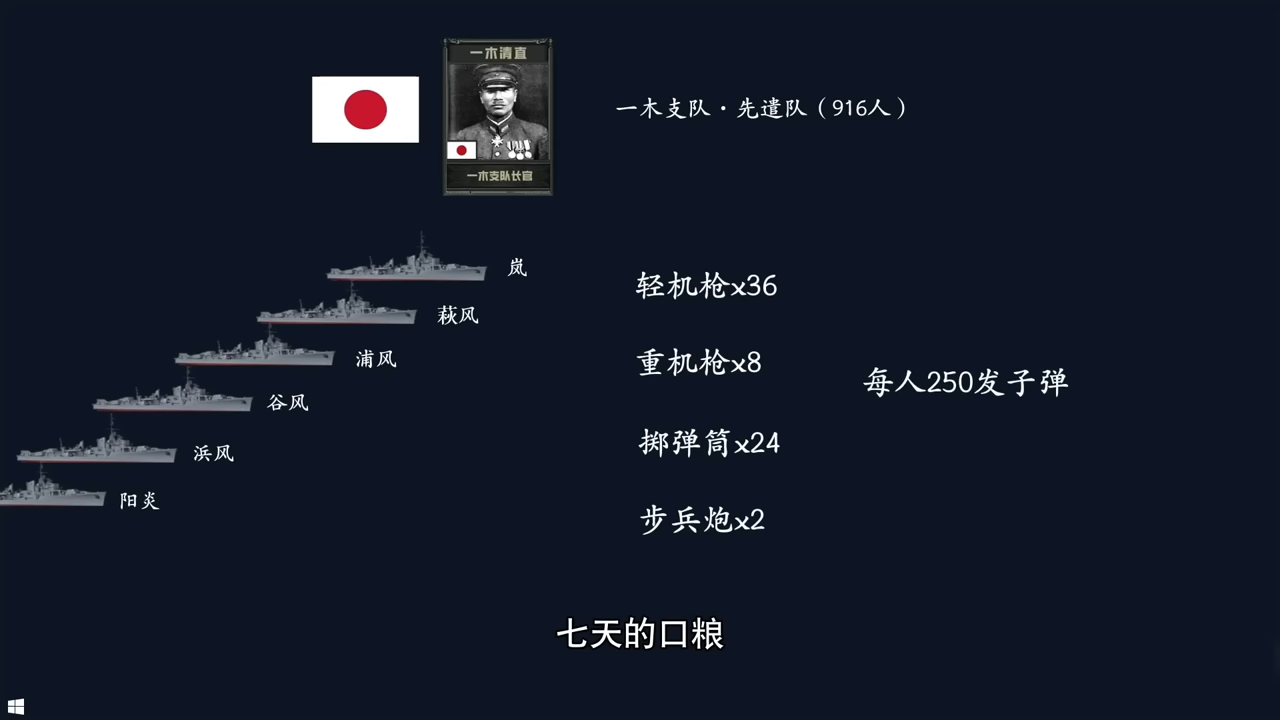 一木清直
一木支队长官
一木支队·先遣队（916人）
岚
萩风
浦风
谷风
浜风
阳炎
轻机枪x36
重机枪x8
掷弹筒x24
步兵炮x2
每人250发子弹
七天的口粮